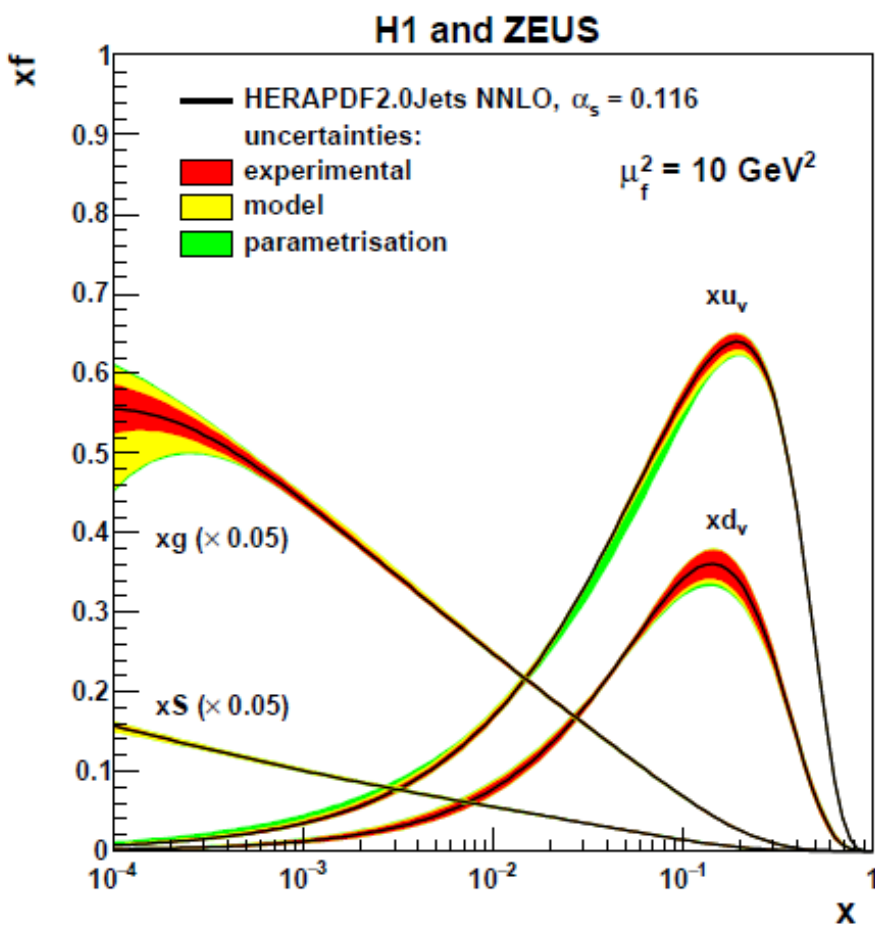 H1 and ZEUS
xf
1
0.9
0.8
0.7
0.6
0.5
0.4
0.3
0.2
0.1
0
HERAPDF2.0Jets NNLO, αₛ = 0.116
uncertainties:
experimental
model
parametrisation
μ_f² = 10 GeV²
xuᵥ
xdᵥ
xg (× 0.05)
xS (× 0.05)
10⁻⁴
10⁻³
10⁻²
10⁻¹
1
x